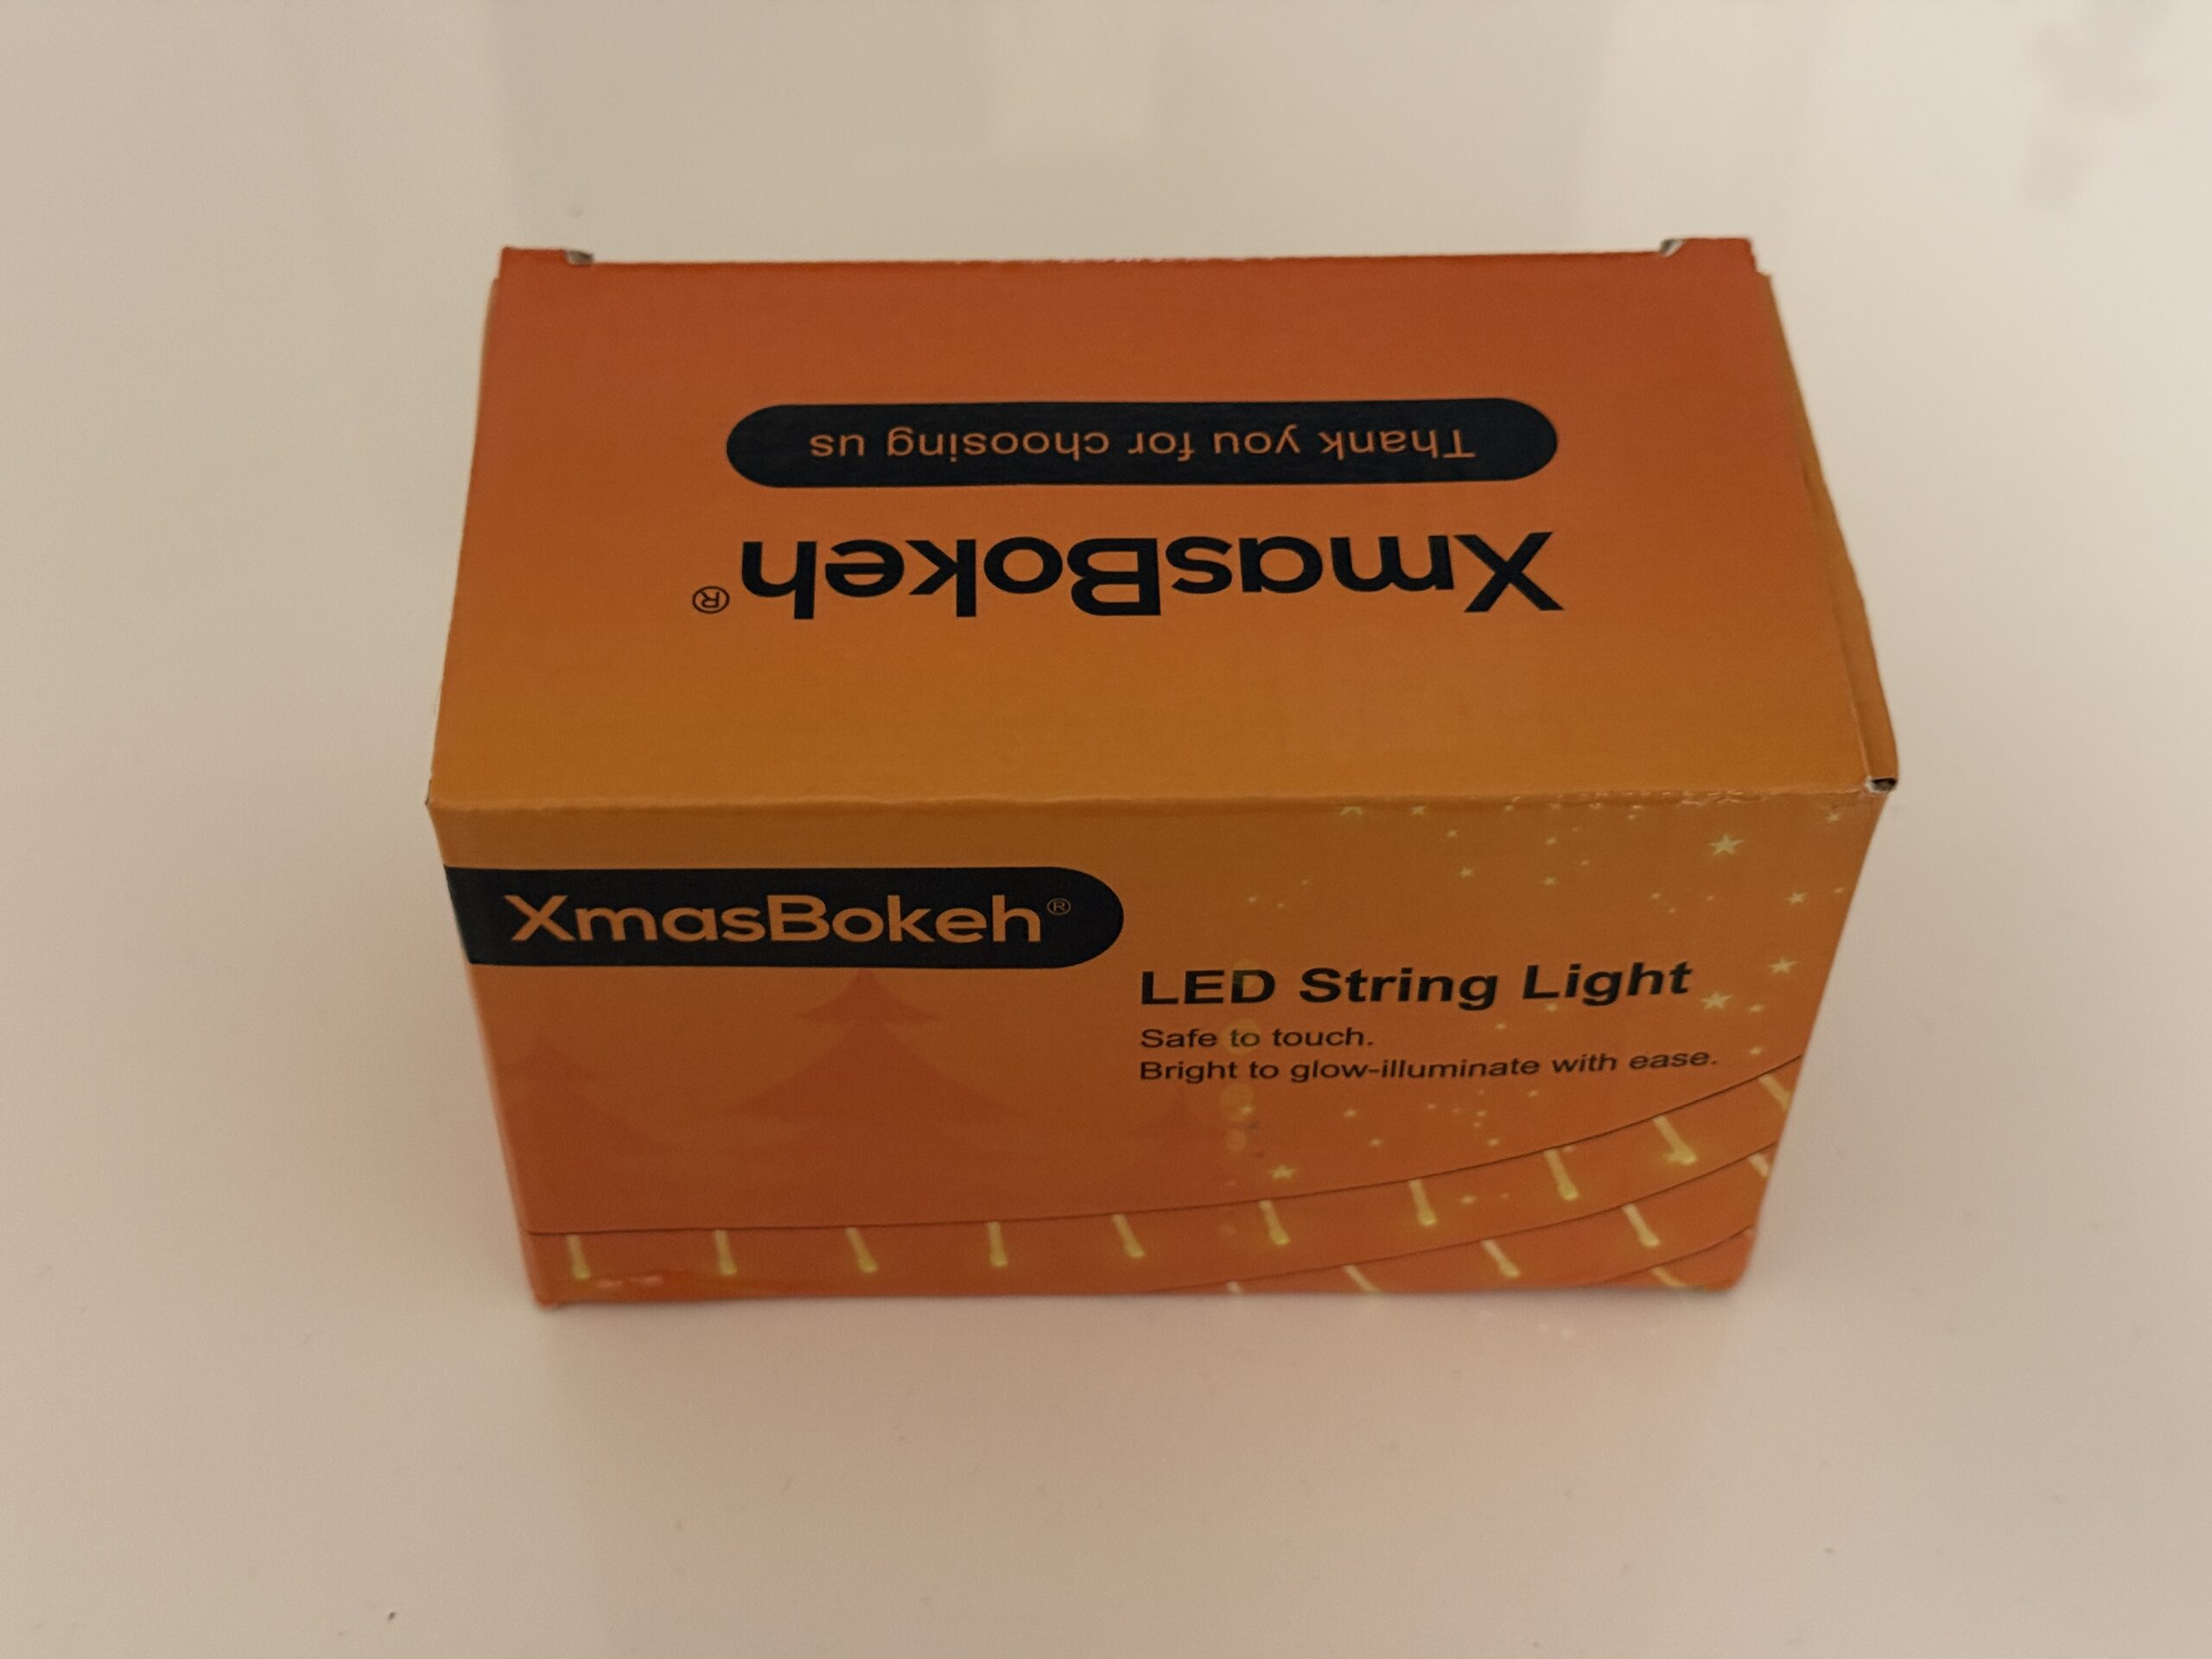 Thank you for choosing us
XmasBokeh®
XmasBokeh®
LED String Light
Safe to touch.
Bright to glow-illuminate with ease.